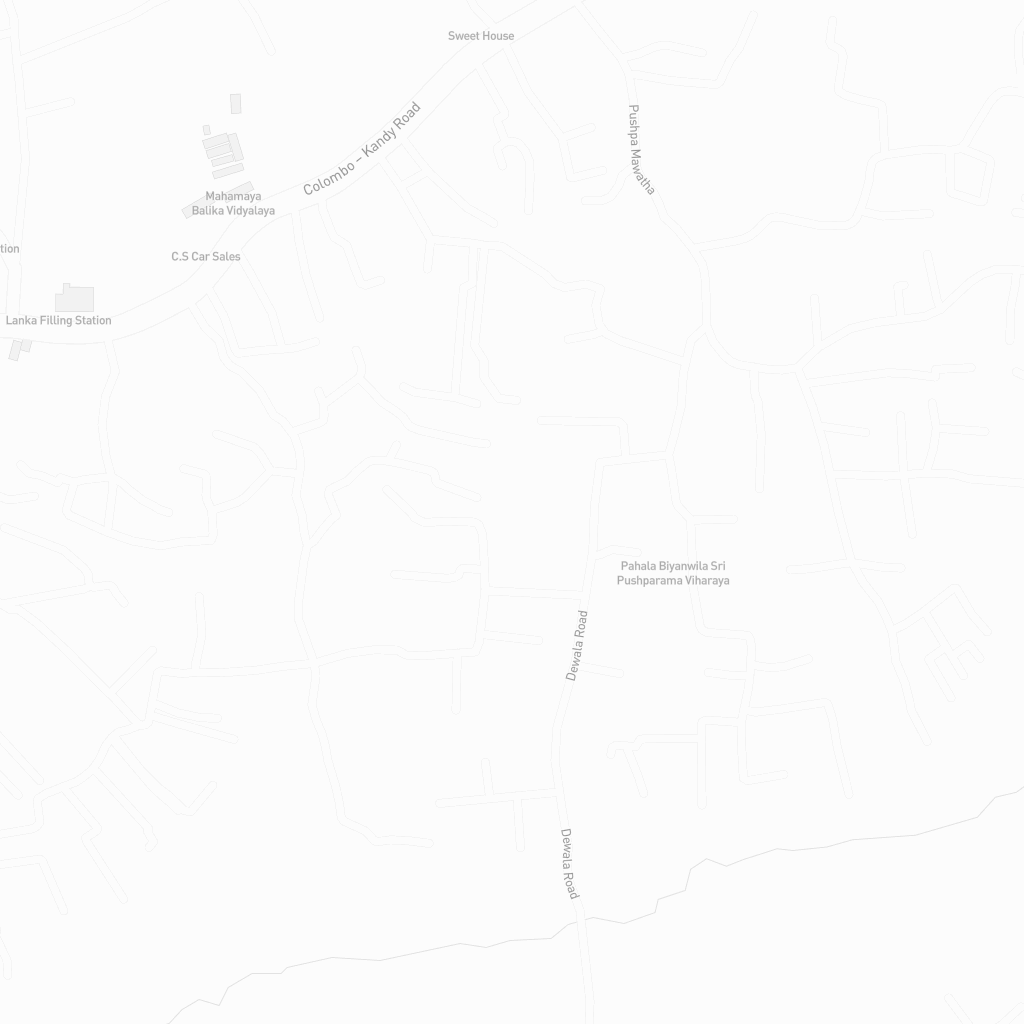 Sweet House
Colombo - Kandy Road
Pushpa Mawatha
Mahamaya
Balika Vidyalaya
tion
C.S Car Sales
Lanka Filling Station
Pahala Biyanwila Sri
Pushparama Viharaya
Dewala Road
Dewala Road